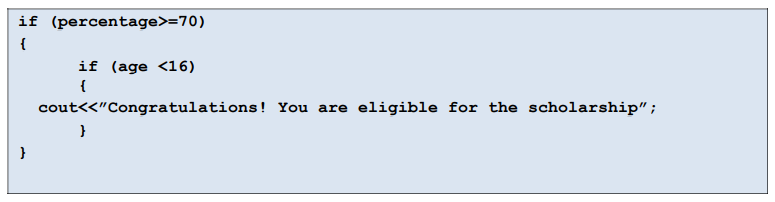 if (percentage>=70)
{
if (age <16)
{
cout<<”Congratulations! You are eligible for the scholarship”;
}
}